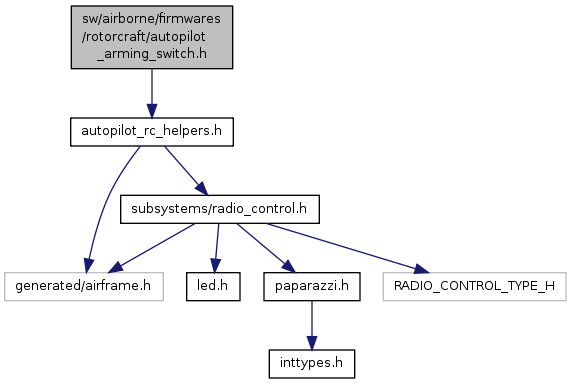 sw/airborne/firmwares
/rotorcraft/autopilot
_arming_switch.h
autopilot_rc_helpers.h
subsystems/radio_control.h
generated/airframe.h
led.h
paparazzi.h
RADIO_CONTROL_TYPE_H
inttypes.h